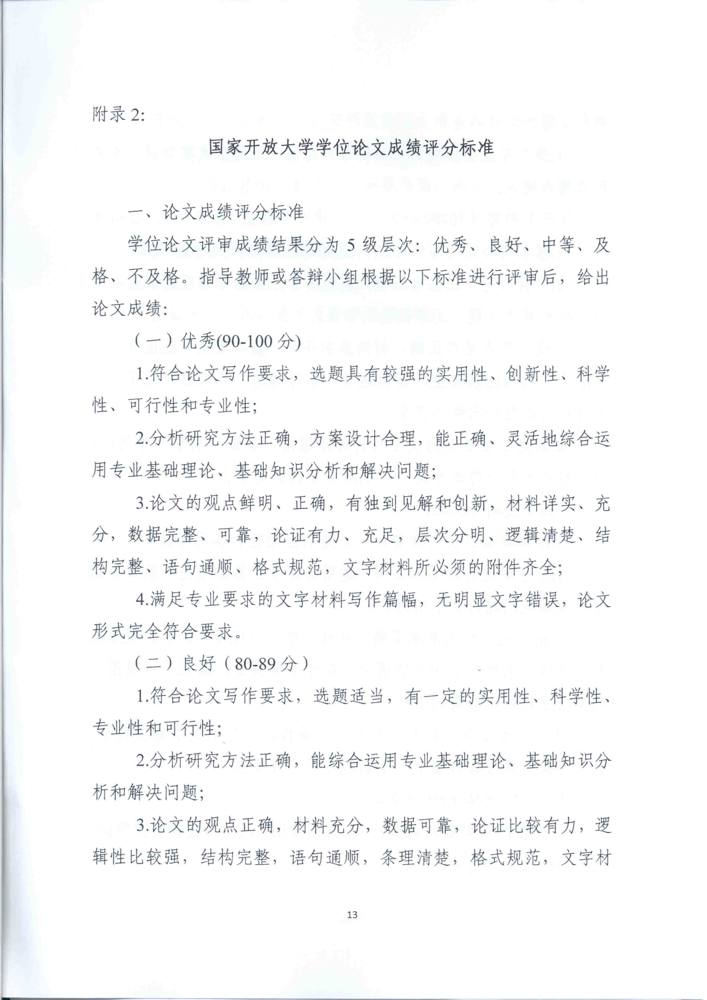 附录 2:
国家开放大学学位论文成绩评分标准
一、论文成绩评分标准
学位论文评审成绩结果分为 5 级层次：优秀、良好、中等、及
格、不及格。指导教师或答辩小组根据以下标准进行评审后，给出
论文成绩：
（一）优秀(90-100 分)
1.符合论文写作要求，选题具有较强的实用性、创新性、科学
性、可行性和专业性；
2.分析研究方法正确，方案设计合理，能正确、灵活地综合运
用专业基础理论、基础知识分析和解决问题；
3.论文的观点鲜明、正确，有独到见解和创新，材料详实、充
分，数据完整、可靠，论证有力、充足，层次分明、逻辑清楚、结
构完整、语句通顺、格式规范，文字材料所必须的附件齐全；
4.满足专业要求的文字材料写作篇幅，无明显文字错误，论文
形式完全符合要求。
（二）良好（80-89 分）
1.符合论文写作要求，选题适当，有一定的实用性、科学性、
专业性和可行性；
2.分析研究方法正确，能综合运用专业基础理论、基础知识分
析和解决问题；
3.论文的观点正确，材料充分，数据可靠，论证比较有力，逻
辑性比较强，结构完整，语句通顺，条理清楚，格式规范，文字材
13